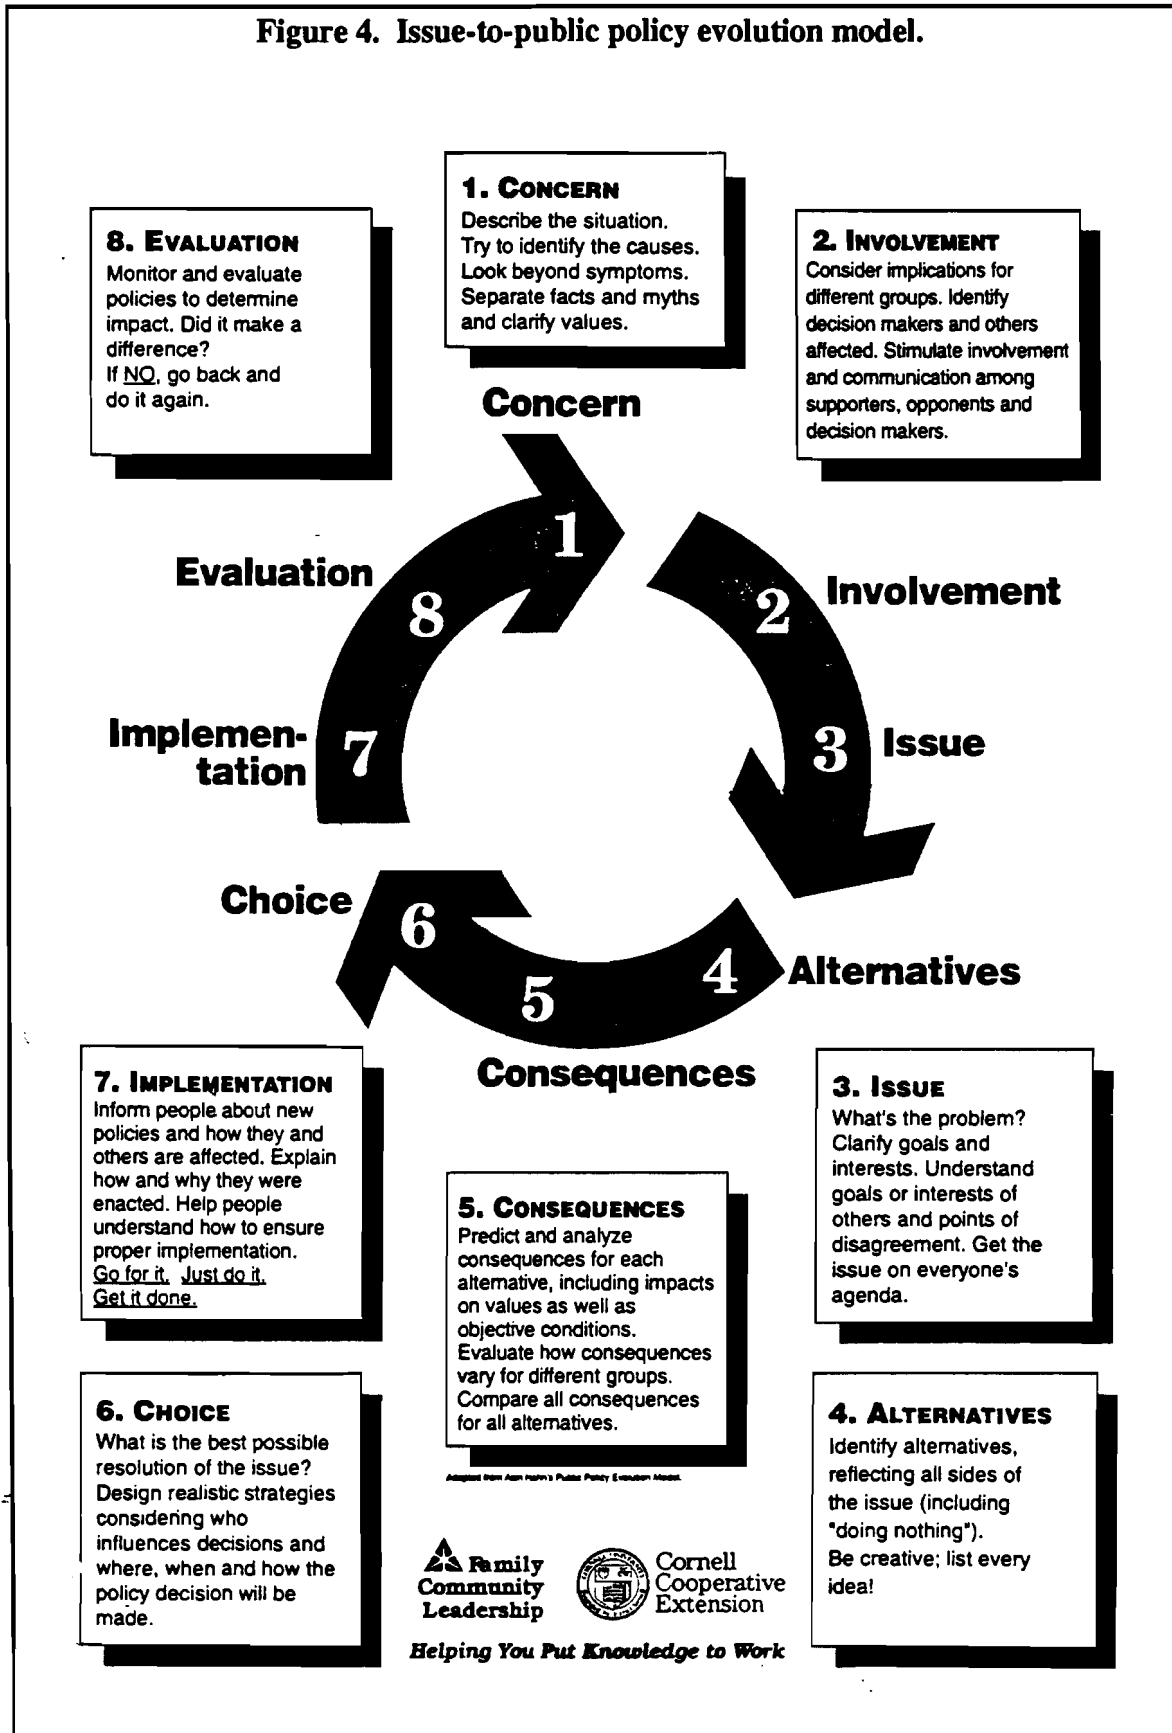 Figure 4. Issue-to-public policy evolution model.
1. CONCERN
Describe the situation.
Try to identify the causes.
Look beyond symptoms.
Separate facts and myths
and clarify values.
8. EVALUATION
Monitor and evaluate
policies to determine
impact. Did it make a
difference?
If NO, go back and
do it again.
2. INVOLVEMENT
Consider implications for
different groups. Identify
decision makers and others
affected. Stimulate involvement
and communication among
supporters, opponents and
decision makers.
Concern
1
Evaluation
8
2
Involvement
Implemen-
tation
7
3
Issue
Choice
6
5
4
Alternatives
Consequences
7. IMPLEMENTATION
Inform people about new
policies and how they and
others are affected. Explain
how and why they were
enacted. Help people
understand how to ensure
proper implementation.
Go for it. Just do it.
Get it done.
3. ISSUE
What's the problem?
Clarify goals and
interests. Understand
goals or interests of
others and points of
disagreement. Get the
issue on everyone's
agenda.
5. CONSEQUENCES
Predict and analyze
consequences for each
alternative, including impacts
on values as well as
objective conditions.
Evaluate how consequences
vary for different groups.
Compare all consequences
for all alternatives.
Adapted from Hahn's Public Policy Evolution Model.
6. CHOICE
What is the best possible
resolution of the issue?
Design realistic strategies
considering who
influences decisions and
where, when and how the
policy decision will be
made.
4. ALTERNATIVES
Identify alternatives,
reflecting all sides of
the issue (including
"doing nothing").
Be creative; list every
idea!
Family
Community
Leadership
Cornell
Cooperative
Extension
Helping You Put Knowledge to Work